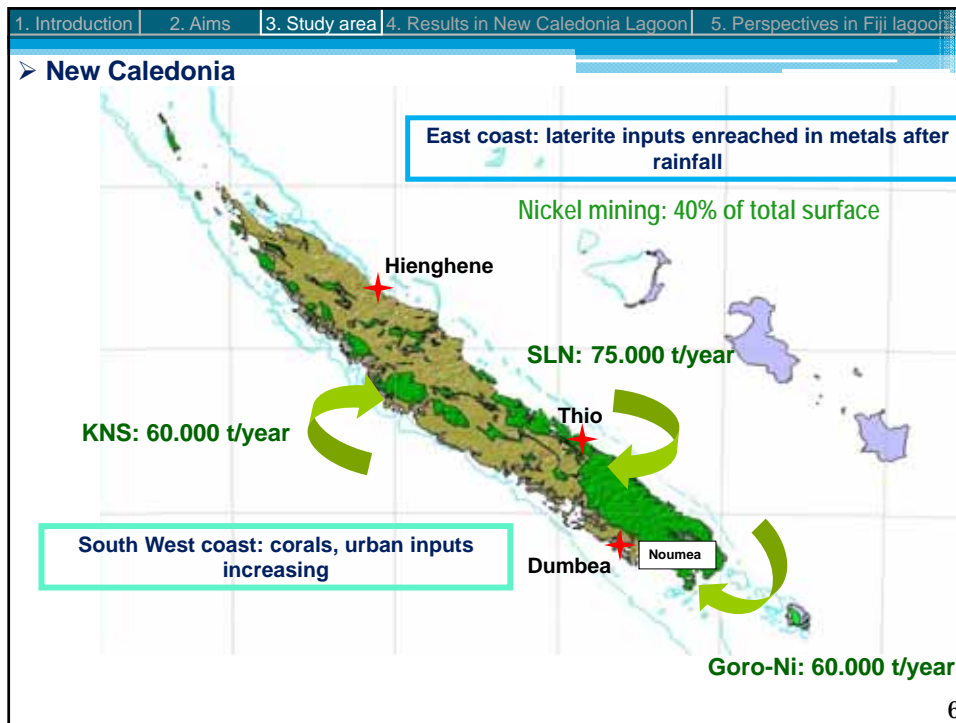 1. Introduction 2. Aims 3. Study area 4. Results in New Caledonia Lagoon 5. Perspectives in Fiji lagoon
➢ New Caledonia
East coast: laterite inputs enreached in metals after
rainfall
Nickel mining: 40% of total surface
Hienghene
SLN: 75.000 t/year
Thio
KNS: 60.000 t/year
South West coast: corals, urban inputs
increasing
Dumbea
Noumea
Goro-Ni: 60.000 t/year
6